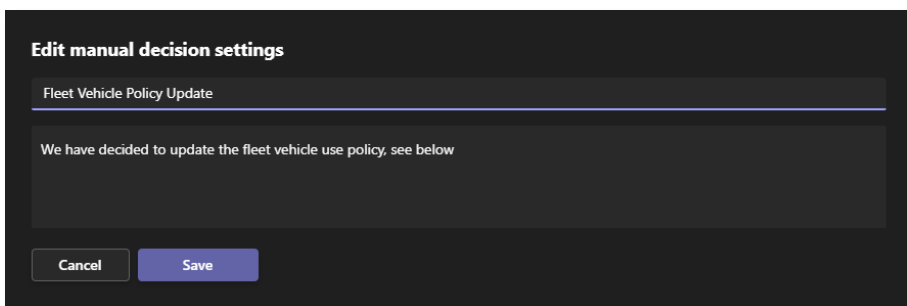 Edit manual decision settings
Fleet Vehicle Policy Update
We have decided to update the fleet vehicle use policy, see below
Cancel
Save